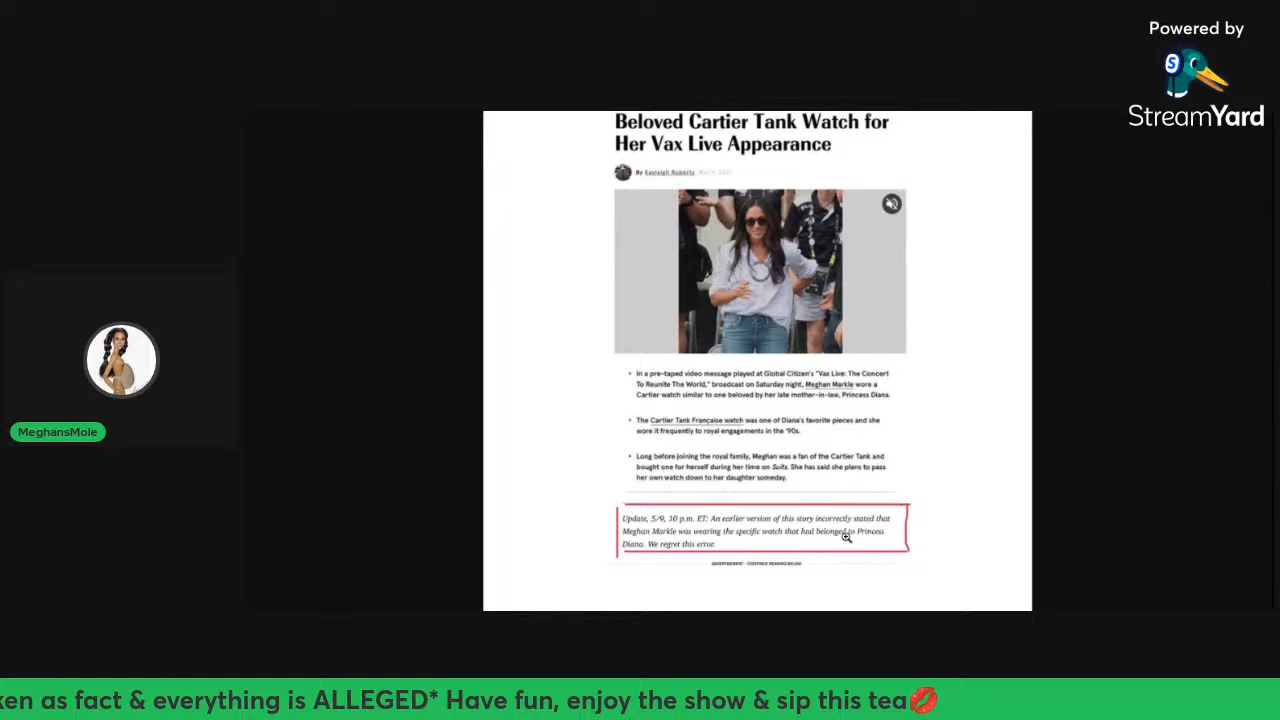 Powered by
StreamYard
Beloved Cartier Tank Watch for
Her Vax Live Appearance
By Kayleigh Roberts
In a pre-taped video message played at Global Citizen's "Vax Live: The Concert
To Reunite The World," broadcast on Saturday night, Meghan Markle wore a
Cartier watch similar to one beloved by her late mother-in-law, Princess Diana.
The Cartier Tank Française watch was one of Diana's favorite pieces and she
wore it frequently to royal engagements in the '90s.
Long before joining the royal family, Meghan was a fan of the Cartier Tank and
bought one for herself during her time on Suits. She has said she plans to pass
her own watch down to her daughter someday.
Update, 5/9, 10 p.m. ET: An earlier version of this story incorrectly stated that
Meghan Markle was wearing the specific watch that had belonged to Princess
Diana. We regret this error.
ADVERTISEMENT - CONTINUE READING BELOW
MeghansMole
ken as fact & everything is ALLEGED* Have fun, enjoy the show & sip this tea💋